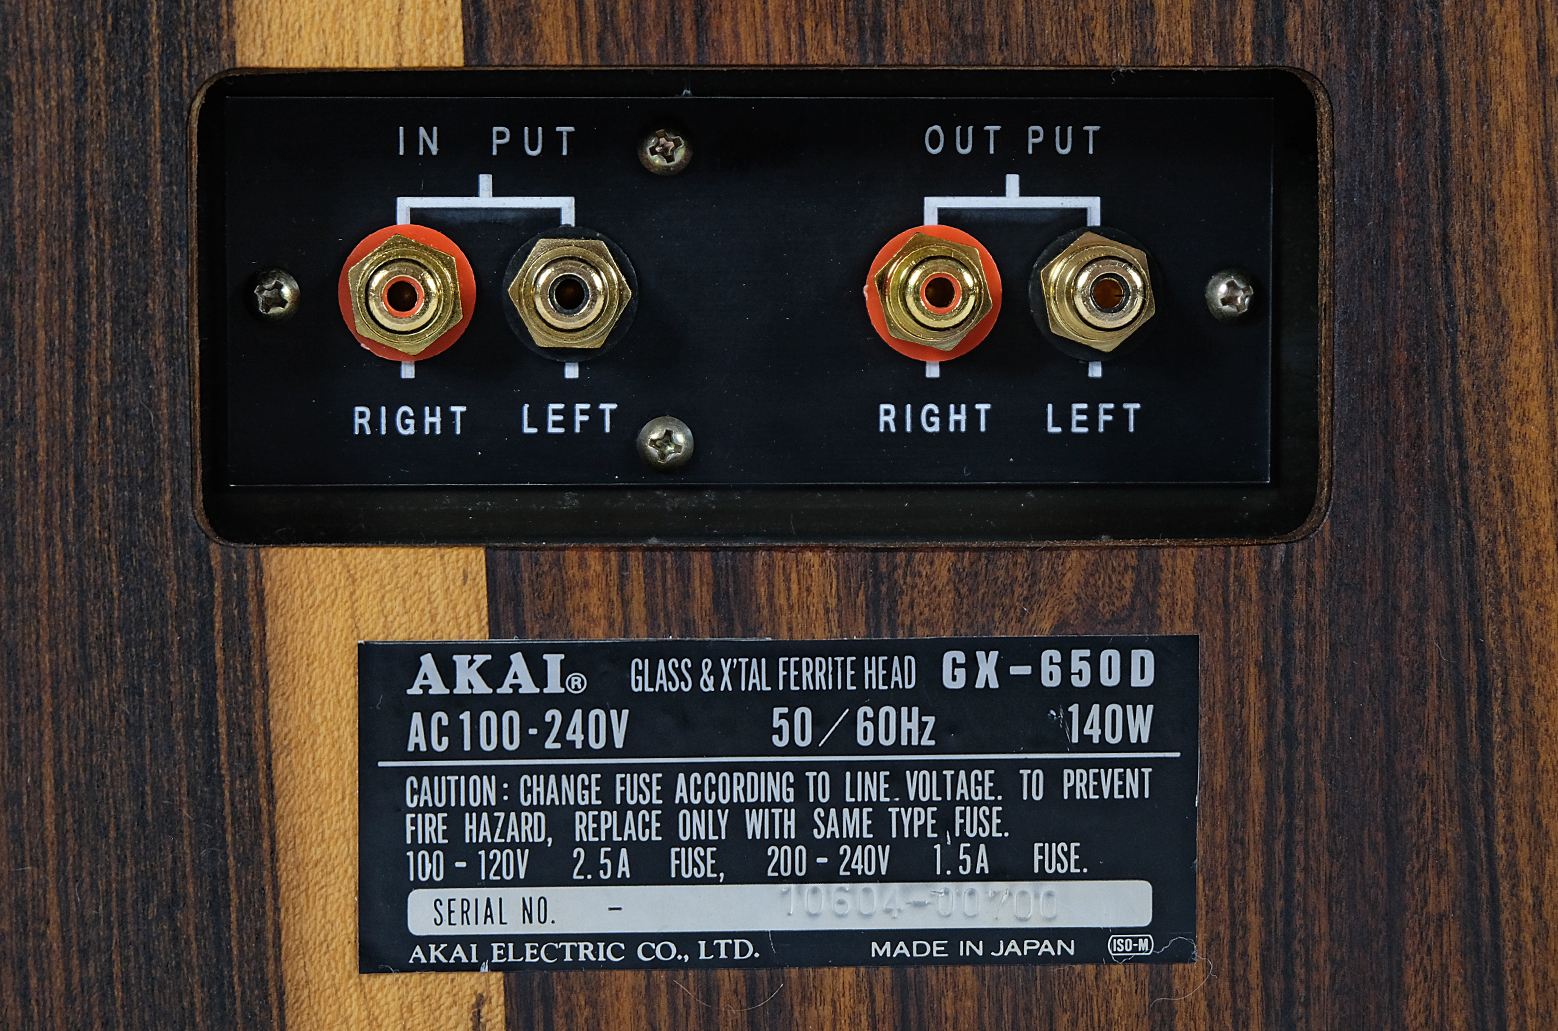 IN PUT OUT PUT
RIGHT LEFT RIGHT LEFT
AKAI® GLASS & X'TAL FERRITE HEAD GX-650D
AC100-240V 50/60Hz 140W
CAUTION: CHANGE FUSE ACCORDING TO LINE VOLTAGE. TO PREVENT
FIRE HAZARD, REPLACE ONLY WITH SAME TYPE FUSE.
100-120V 2.5A FUSE, 200-240V 1.5A FUSE.
SERIAL NO. - 10604-00700
AKAI ELECTRIC CO., LTD. MADE IN JAPAN ISO-M